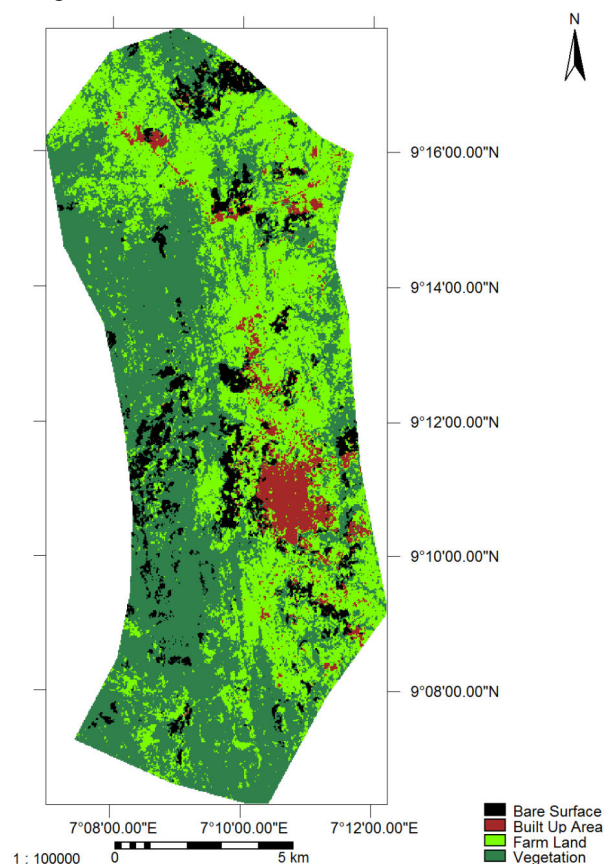 N
9°16'00.00"N
9°14'00.00"N
9°12'00.00"N
9°10'00.00"N
9°08'00.00"N
7°08'00.00"E
7°10'00.00"E
7°12'00.00"E
1 : 100000
0
5 km
Bare Surface
Built Up Area
Farm Land
Vegetation